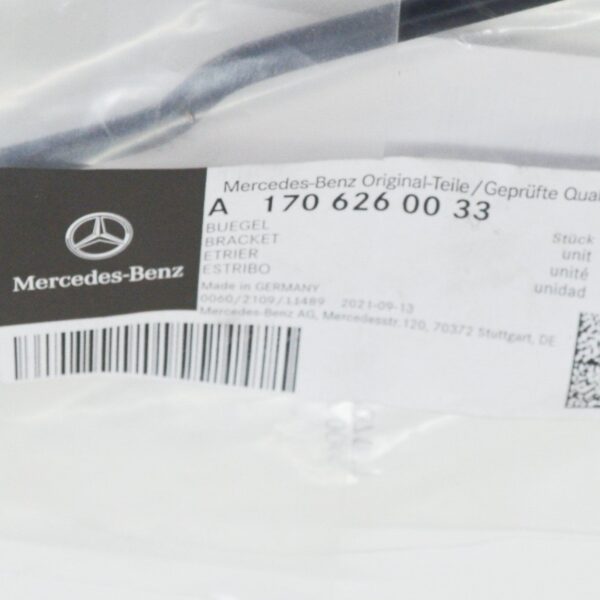 Mercedes-Benz Original-Teile/Geprüfte Qua
A 170 626 00 33
BUEGEL
BRACKET
ETRIER
ESTRIBO
Stück
unit
unité
unidad
Made in GERMANY
0060/2109/11489 2021-09-13
Mercedes-Benz AG, Mercedesstr.120, 70372 Stuttgart, DE
Mercedes-Benz